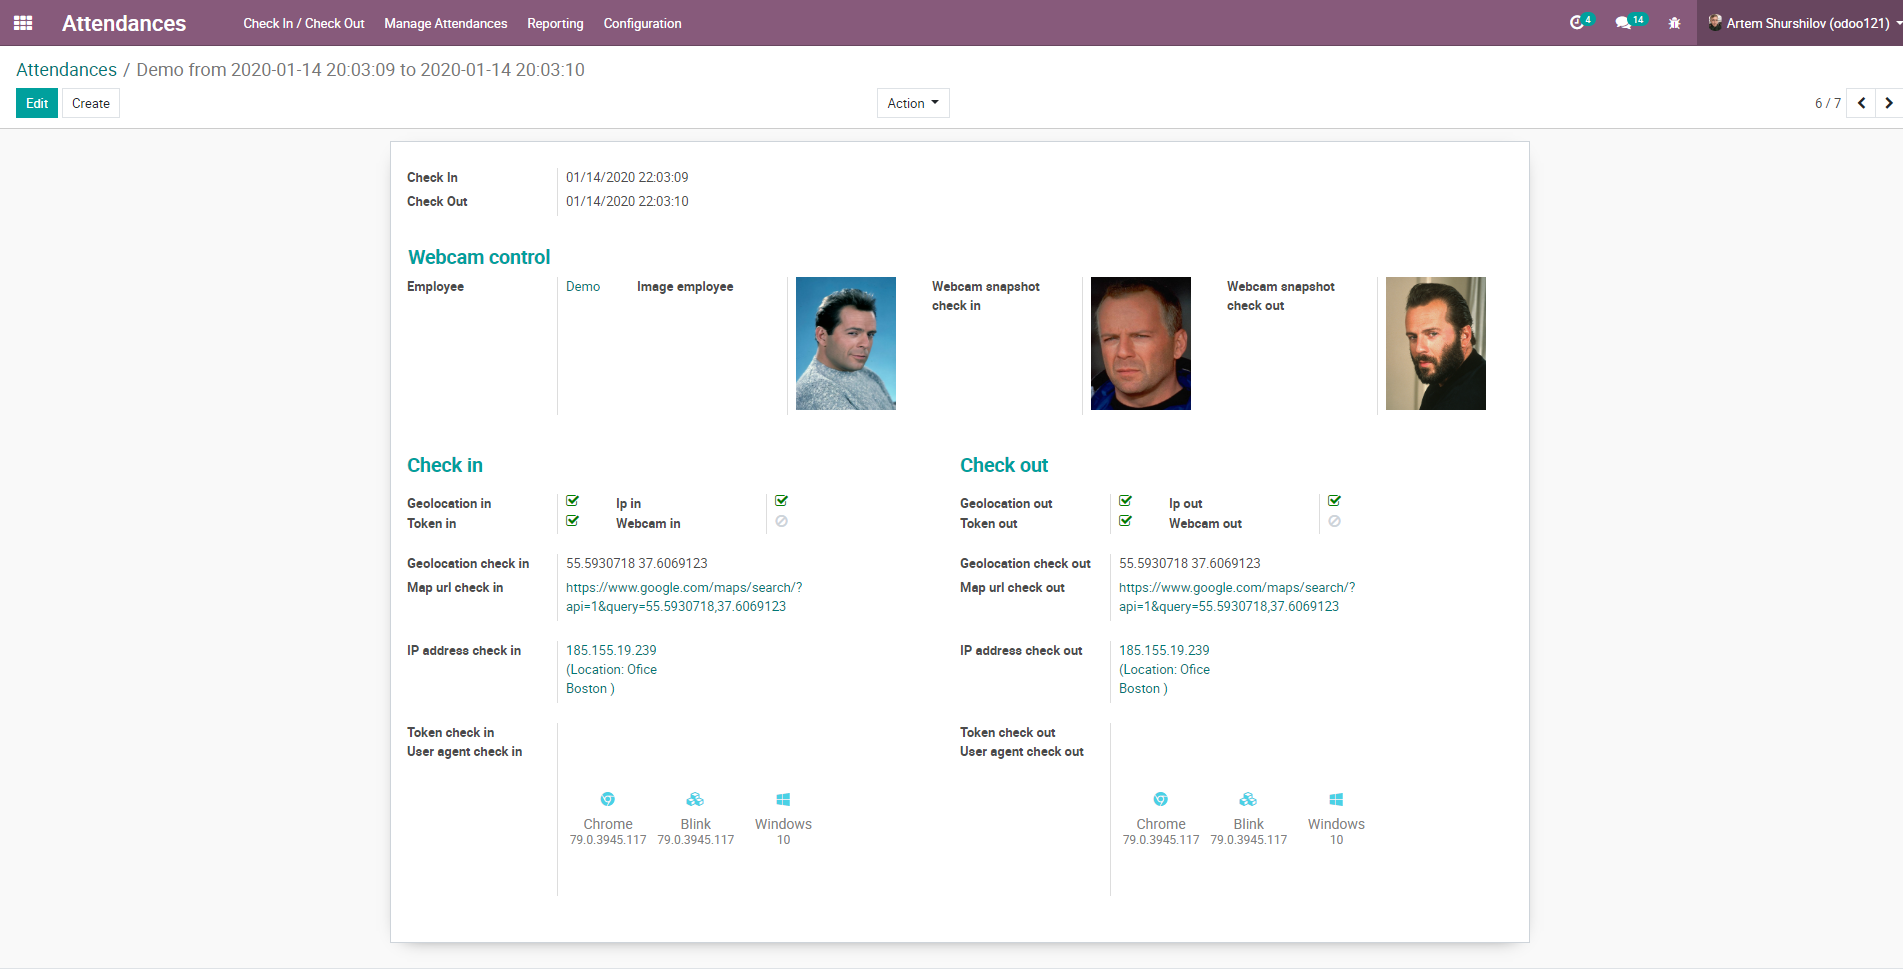 Attendances
Check In / Check Out
Manage Attendances
Reporting
Configuration
4
14
Artem Shurshilov (odoo121)
Attendances / Demo from 2020-01-14 20:03:09 to 2020-01-14 20:03:10
Edit
Create
Action
6 / 7
Check In
01/14/2020 22:03:09
Check Out
01/14/2020 22:03:10
Webcam control
Employee
Demo
Image employee
Webcam snapshot
check in
Webcam snapshot
check out
Check in
Geolocation in
Ip in
Token in
Webcam in
Geolocation check in
55.5930718 37.6069123
Map url check in
https://www.google.com/maps/search/?
api=1&query=55.5930718,37.6069123
IP address check in
185.155.19.239
(Location: Ofice
Boston )
Token check in
User agent check in
Chrome
79.0.3945.117
Blink
79.0.3945.117
Windows
10
Check out
Geolocation out
Ip out
Token out
Webcam out
Geolocation check out
55.5930718 37.6069123
Map url check out
https://www.google.com/maps/search/?
api=1&query=55.5930718,37.6069123
IP address check out
185.155.19.239
(Location: Ofice
Boston )
Token check out
User agent check out
Chrome
79.0.3945.117
Blink
79.0.3945.117
Windows
10